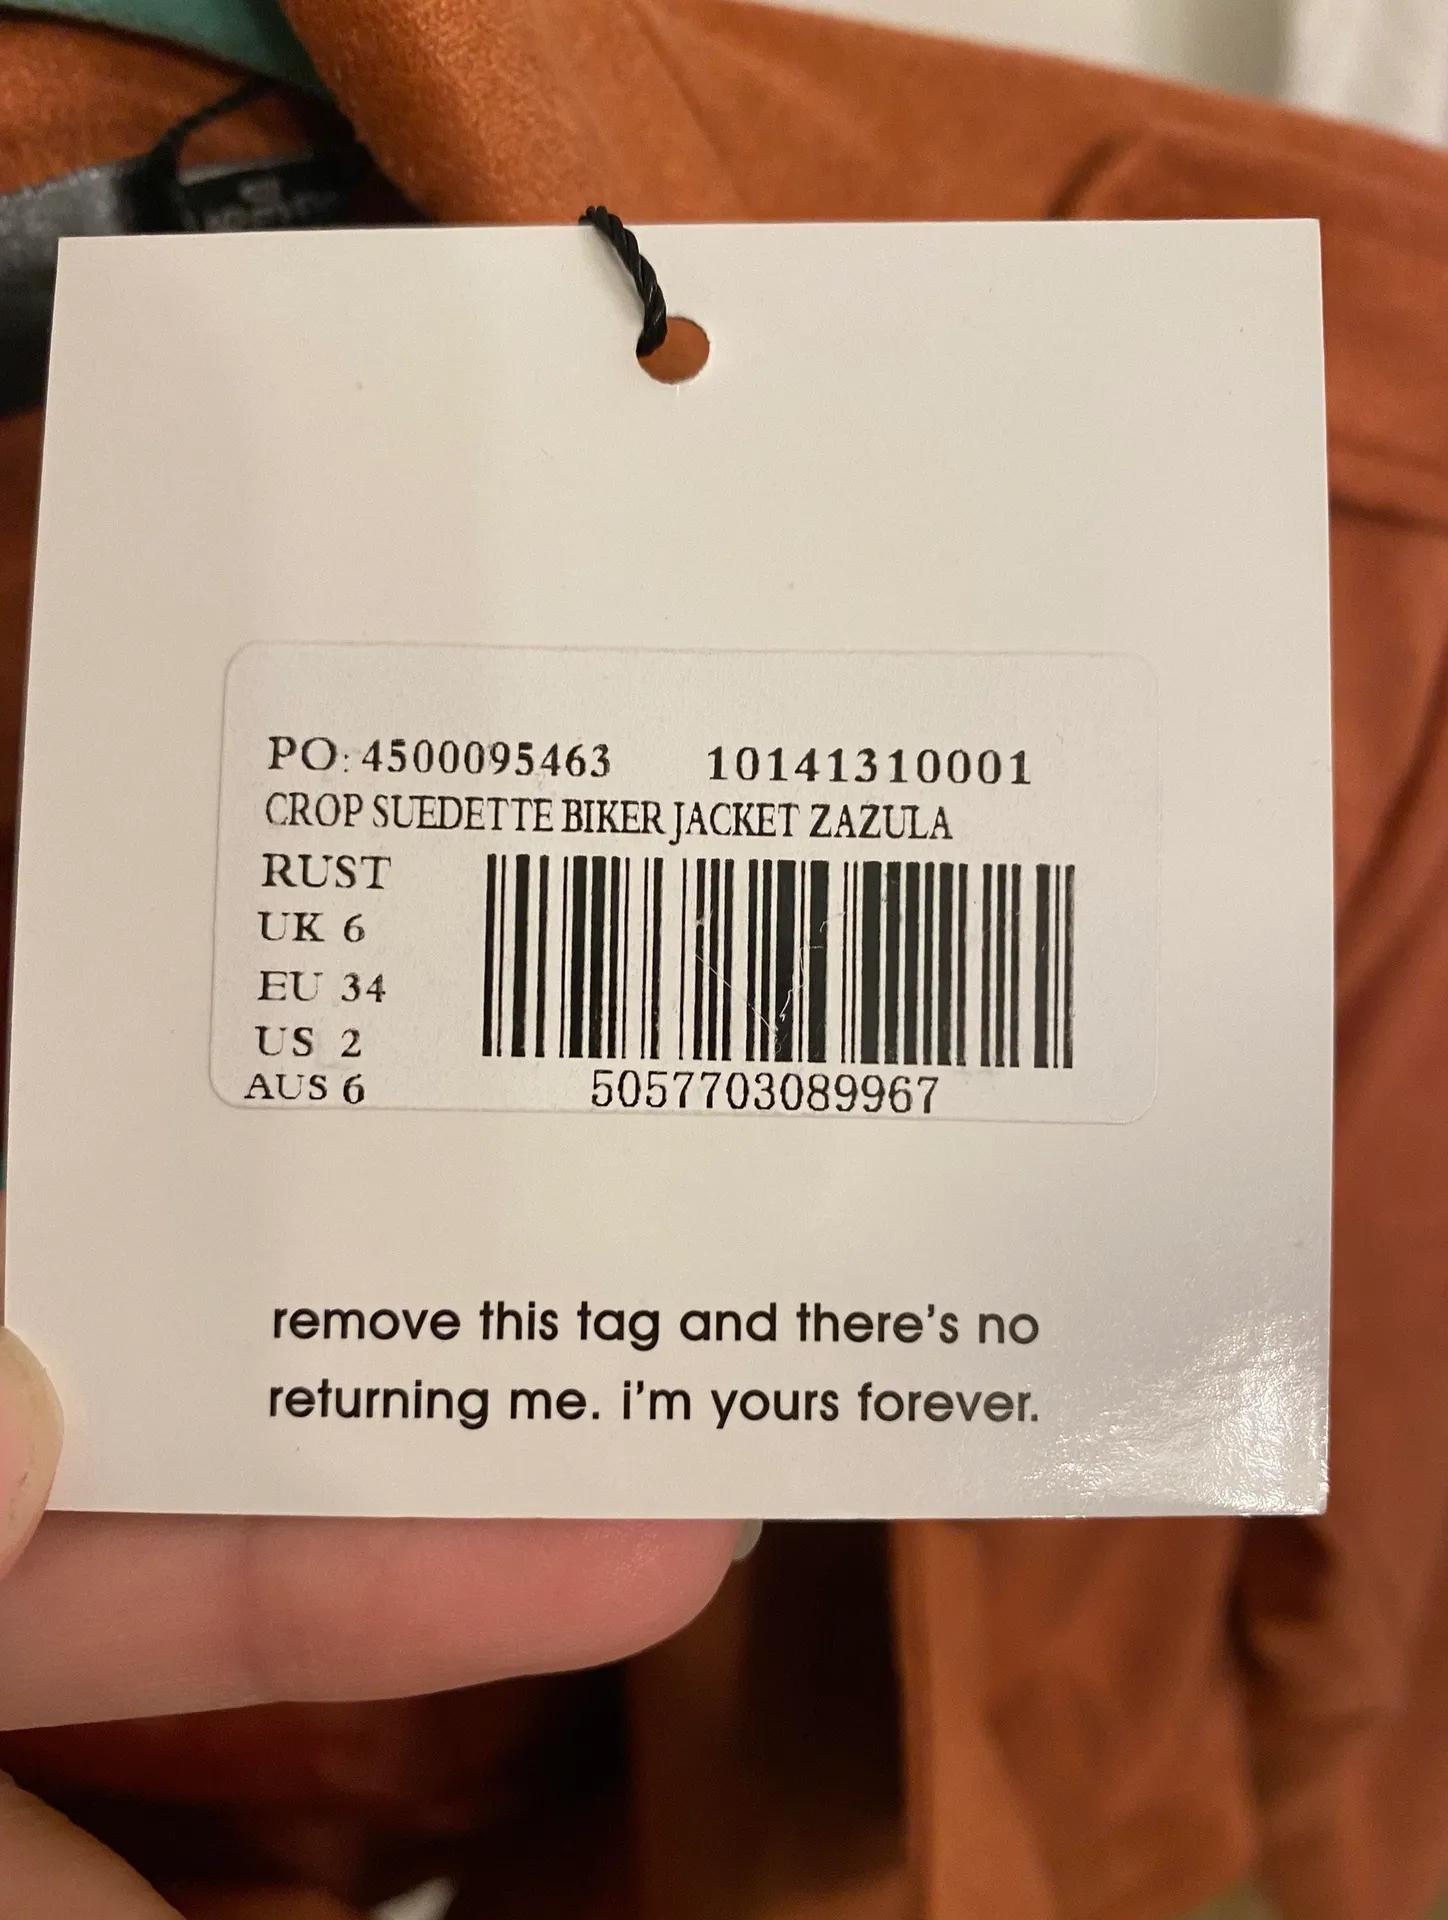 PO: 4500095463 10141310001
CROP SUEDETTE BIKER JACKET ZAZULA
RUST
UK 6
EU 34
US 2
AUS 6
5057703089967
remove this tag and there's no
returning me. i'm yours forever.